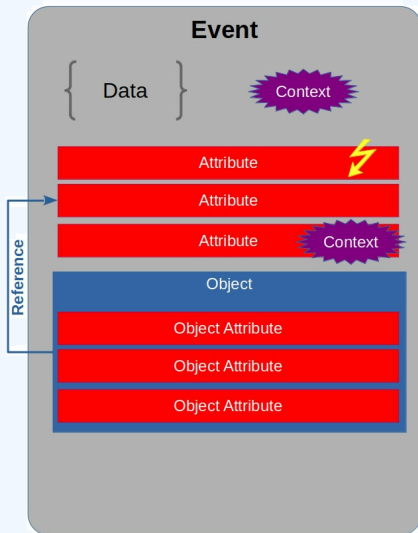 Event
{ Data }
Context
Attribute
Attribute
Attribute
Context
Reference
Object
Object Attribute
Object Attribute
Object Attribute